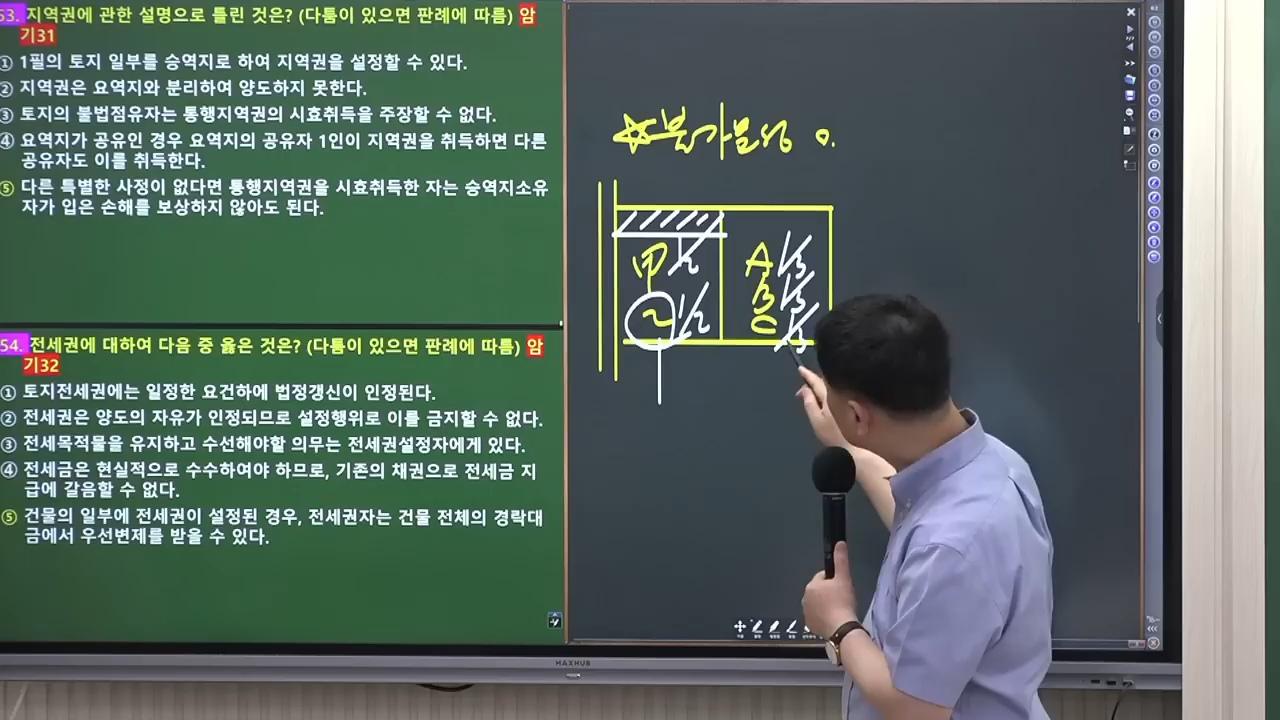 53. 지역권에 관한 설명으로 틀린 것은? (다툼이 있으면 판례에 따름) 암
기31
① 1필의 토지 일부를 승역지로 하여 지역권을 설정할 수 있다.
② 지역권은 요역지와 분리하여 양도하지 못한다.
③ 토지의 불법점유자는 통행지역권의 시효취득을 주장할 수 없다.
④ 요역지가 공유인 경우 요역지의 공유자 1인이 지역권을 취득하면 다른
공유자도 이를 취득한다.
⑤ 다른 특별한 사정이 없다면 통행지역권을 시효취득한 자는 승역지소유
자가 입은 손해를 보상하지 않아도 된다.
54. 전세권에 대하여 다음 중 옳은 것은? (다툼이 있으면 판례에 따름) 암
기32
① 토지전세권에는 일정한 요건하에 법정갱신이 인정된다.
② 전세권은 양도의 자유가 인정되므로 설정행위로 이를 금지할 수 없다.
③ 전세목적물을 유지하고 수선해야할 의무는 전세권설정자에게 있다.
④ 전세금은 현실적으로 수수하여야 하므로, 기존의 채권으로 전세금 지
급에 갈음할 수 없다.
⑤ 건물의 일부에 전세권이 설정된 경우, 전세권자는 건물 전체의 경락대
금에서 우선변제를 받을 수 있다.
☆불가분성 0.
甲 1/2
乙 1/2
A 1/3
B 1/3
C 1/3
MAXHUB